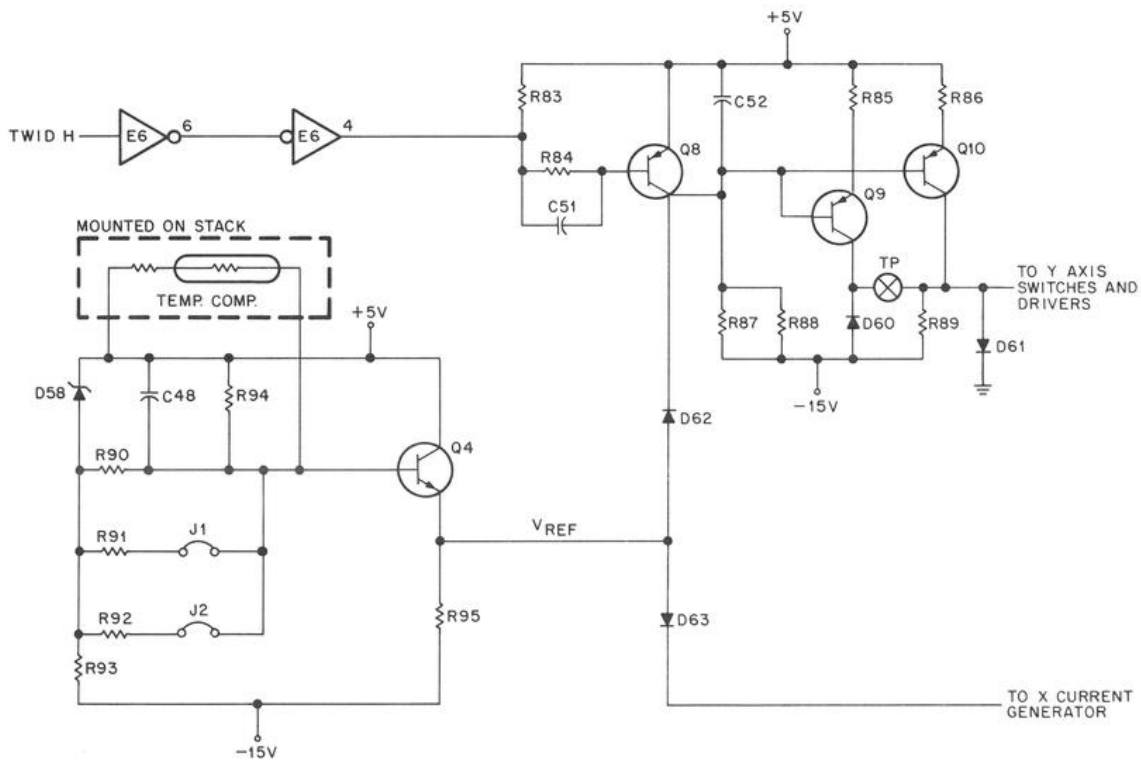 +5V
R83
C52
R85
R86
TWID H
E6
6
E6
4
Q8
Q10
R84
C51
Q9
MOUNTED ON STACK
TEMP. COMP.
TP
TO Y AXIS
SWITCHES AND
DRIVERS
+5V
R87
R88
D60
R89
D61
-15V
D58
C48
R94
D62
Q4
R90
VREF
R91
J1
R92
J2
R95
D63
R93
-15V
TO X CURRENT
GENERATOR